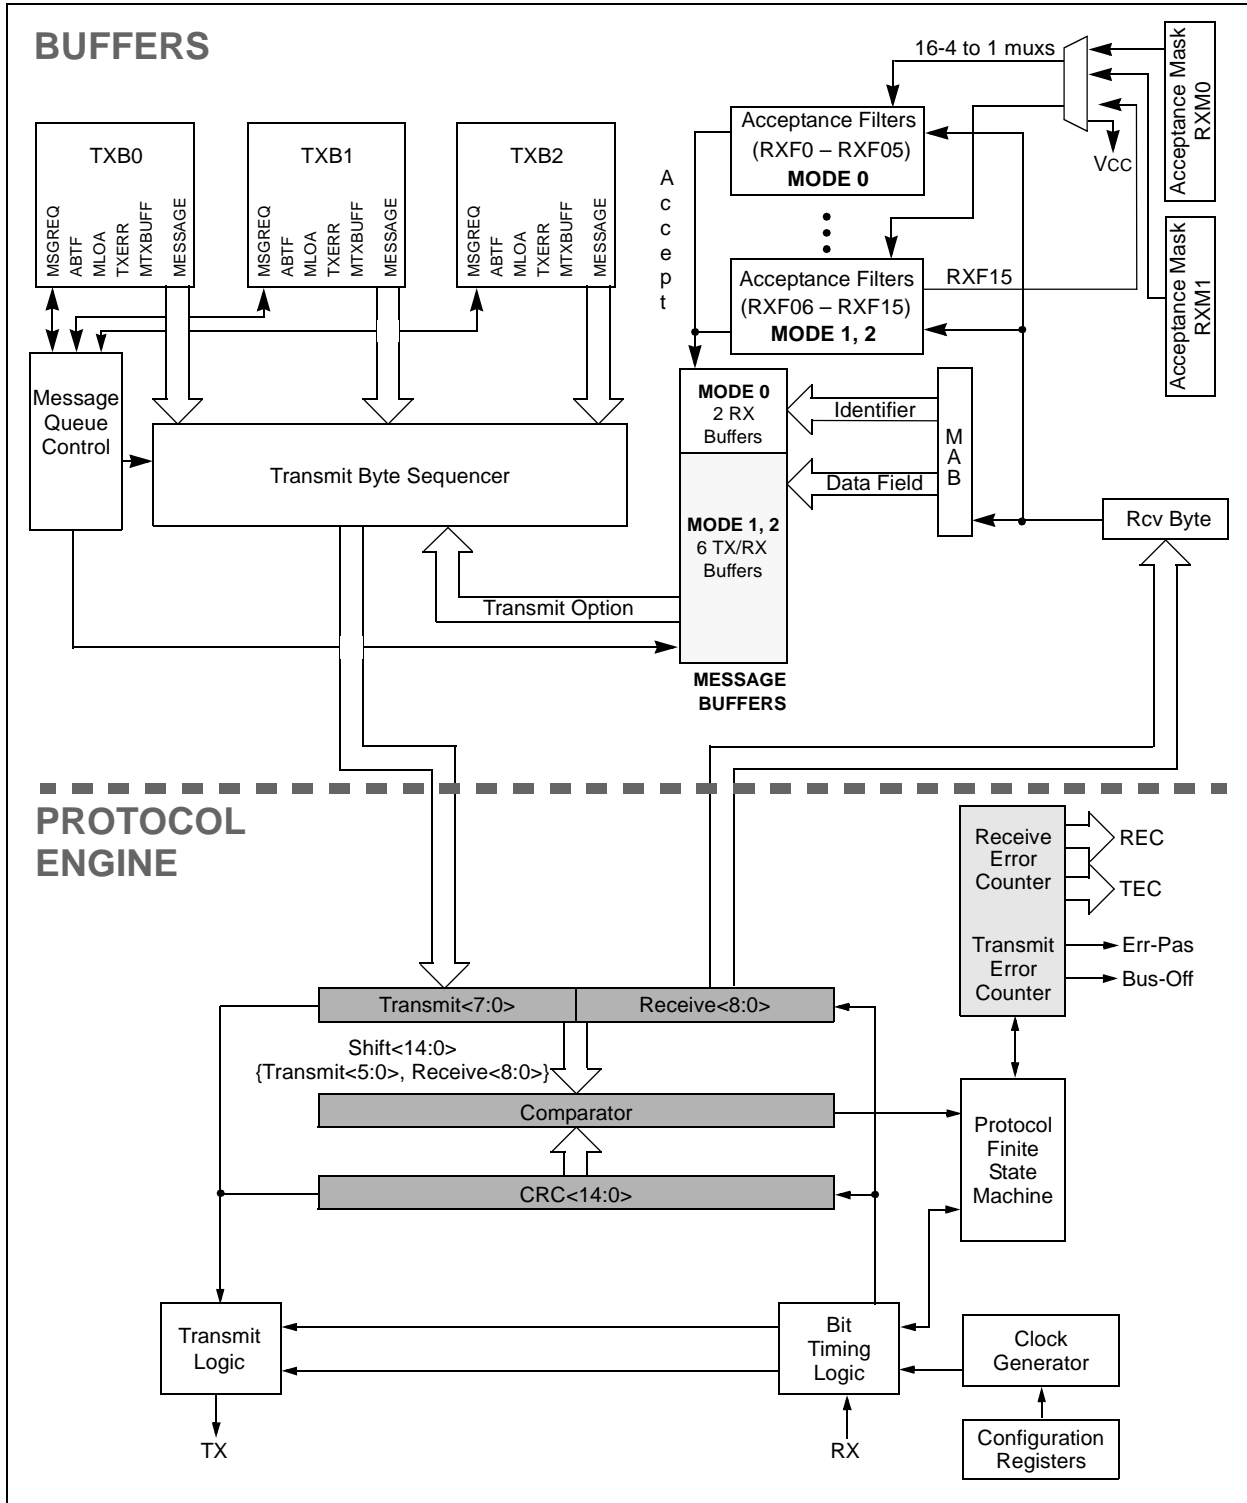 BUFFERS
16-4 to 1 muxs
Acceptance Mask
RXM0
VCC
Acceptance Mask
RXM1
TXB0
MSGREQ
ABTF
MLOA
TXERR
MTXBUFF
MESSAGE
TXB1
MSGREQ
ABTF
MLOA
TXERR
MTXBUFF
MESSAGE
TXB2
MSGREQ
ABTF
MLOA
TXERR
MTXBUFF
MESSAGE
Accept
Acceptance Filters
(RXF0 – RXF05)
MODE 0
Acceptance Filters
(RXF06 – RXF15)
MODE 1, 2
RXF15
Message
Queue
Control
Transmit Byte Sequencer
MODE 0
2 RX
Buffers
MODE 1, 2
6 TX/RX
Buffers
MESSAGE
BUFFERS
Identifier
Data Field
MAB
Rcv Byte
Transmit Option
PROTOCOL
ENGINE
Receive
Error
Counter
Transmit
Error
Counter
REC
TEC
Err-Pas
Bus-Off
Transmit<7:0>
Receive<8:0>
Shift<14:0>
{Transmit<5:0>, Receive<8:0>}
Comparator
CRC<14:0>
Protocol
Finite
State
Machine
Transmit
Logic
Bit
Timing
Logic
Clock
Generator
Configuration
Registers
TX
RX